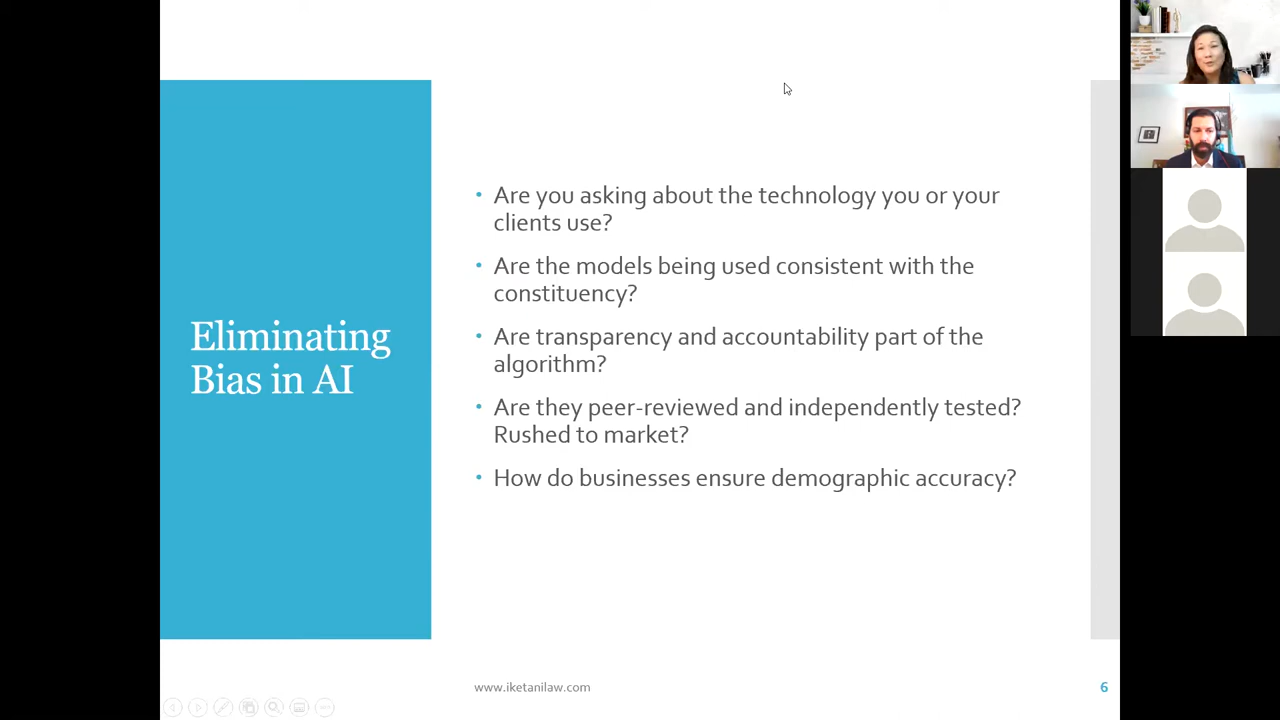 Eliminating
Bias in AI
• Are you asking about the technology you or your
clients use?
• Are the models being used consistent with the
constituency?
• Are transparency and accountability part of the
algorithm?
• Are they peer-reviewed and independently tested?
Rushed to market?
• How do businesses ensure demographic accuracy?
www.iketanilaw.com
6